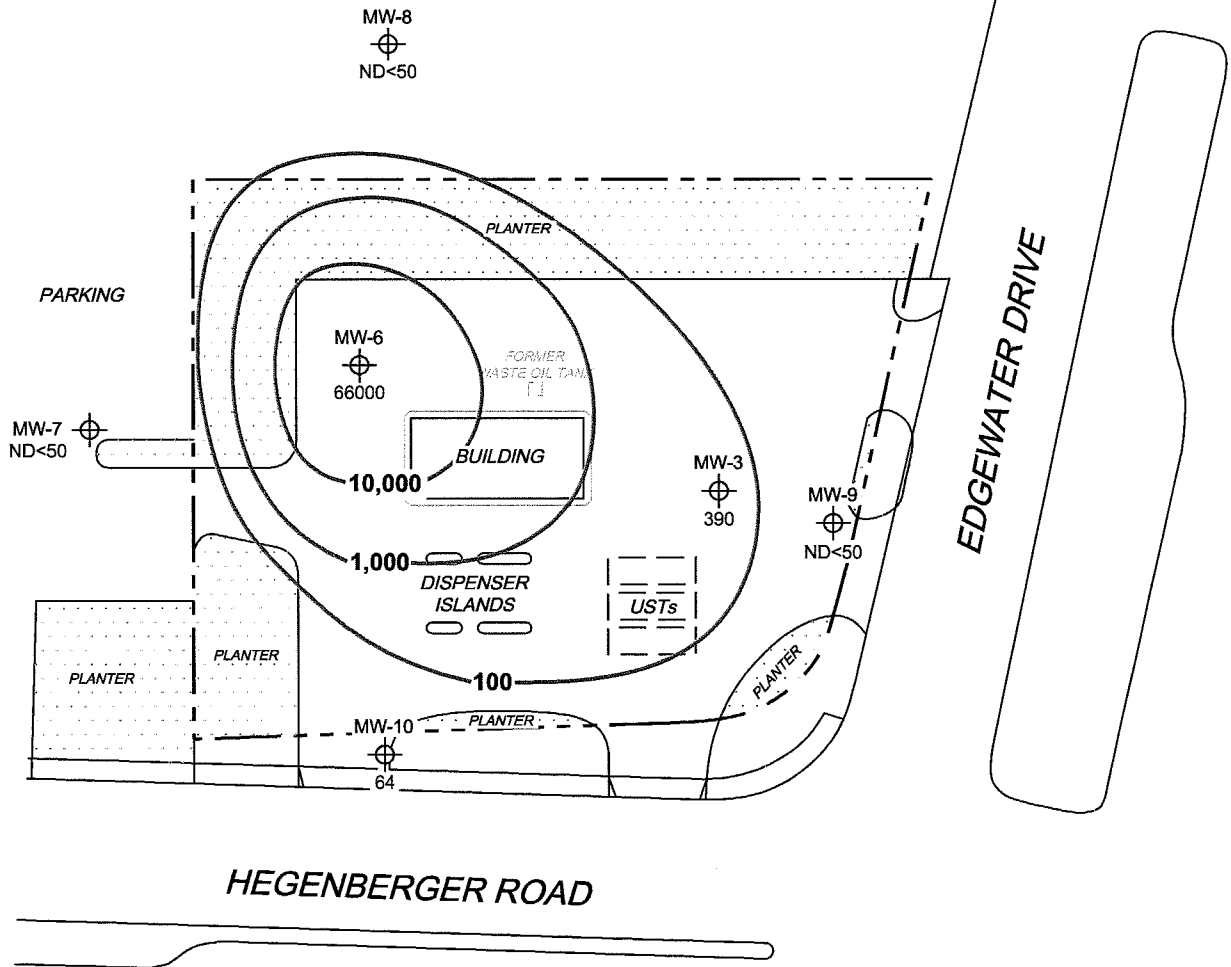 MW-8
ND<50
PLANTER
PARKING
MW-6
66000
FORMER
WASTE OIL TANK
MW-7
ND<50
BUILDING
10,000
MW-3
390
MW-9
ND<50
EDGEWATER DRIVE
1,000
DISPENSER
ISLANDS
USTs
PLANTER
PLANTER
PLANTER
100
PLANTER
MW-10
64
HEGENBERGER ROAD